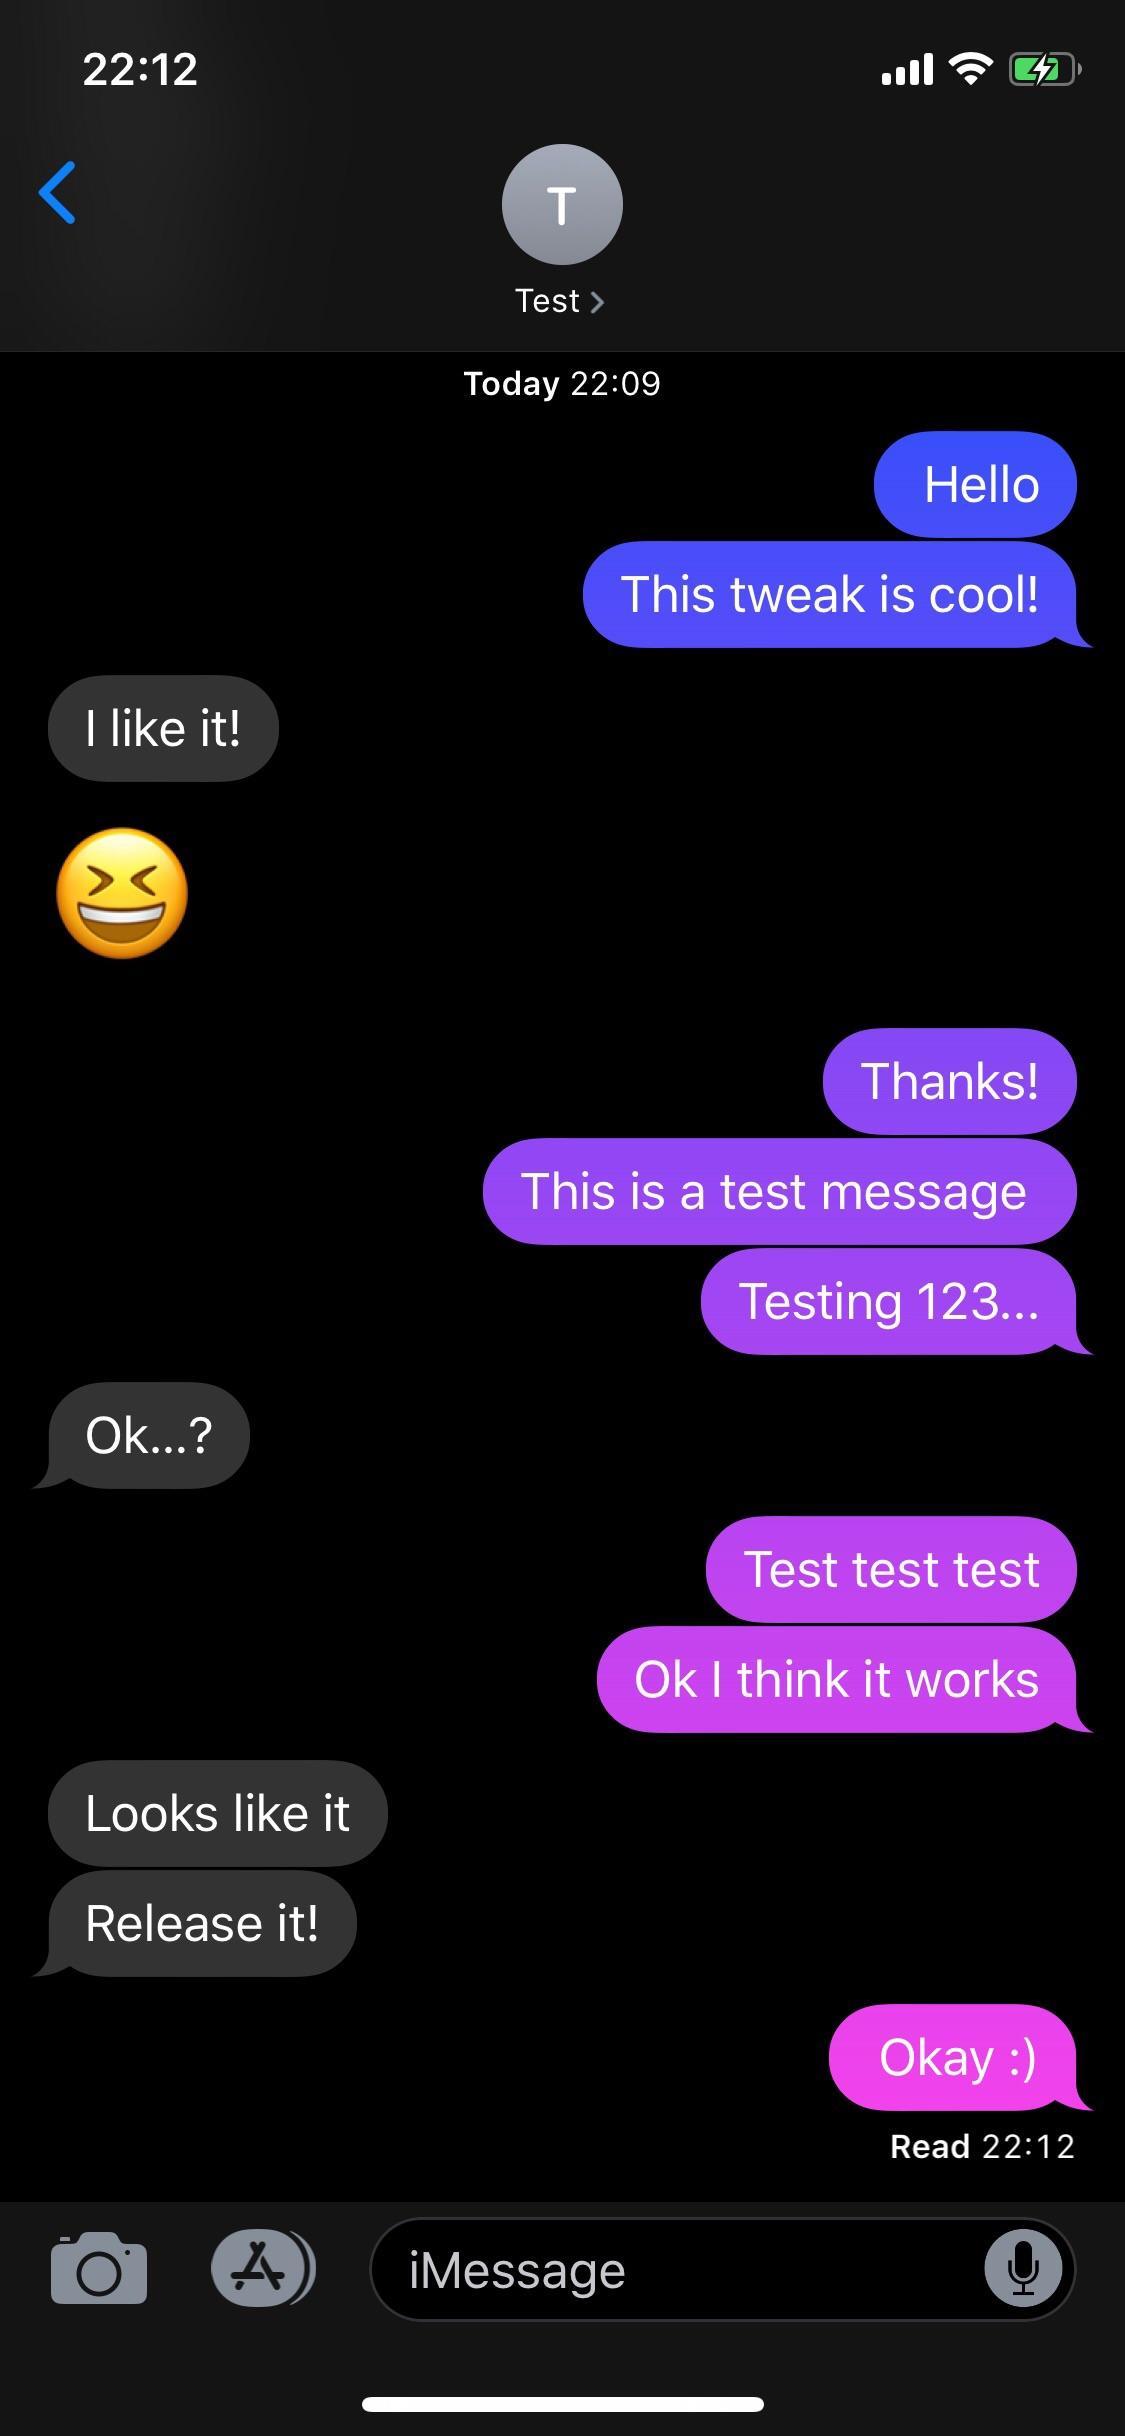 22:12
T
Test
Today 22:09
Hello
This tweak is cool!
I like it!
😆
Thanks!
This is a test message
Testing 123...
Ok...?
Test test test
Ok I think it works
Looks like it
Release it!
Okay :)
Read 22:12
iMessage